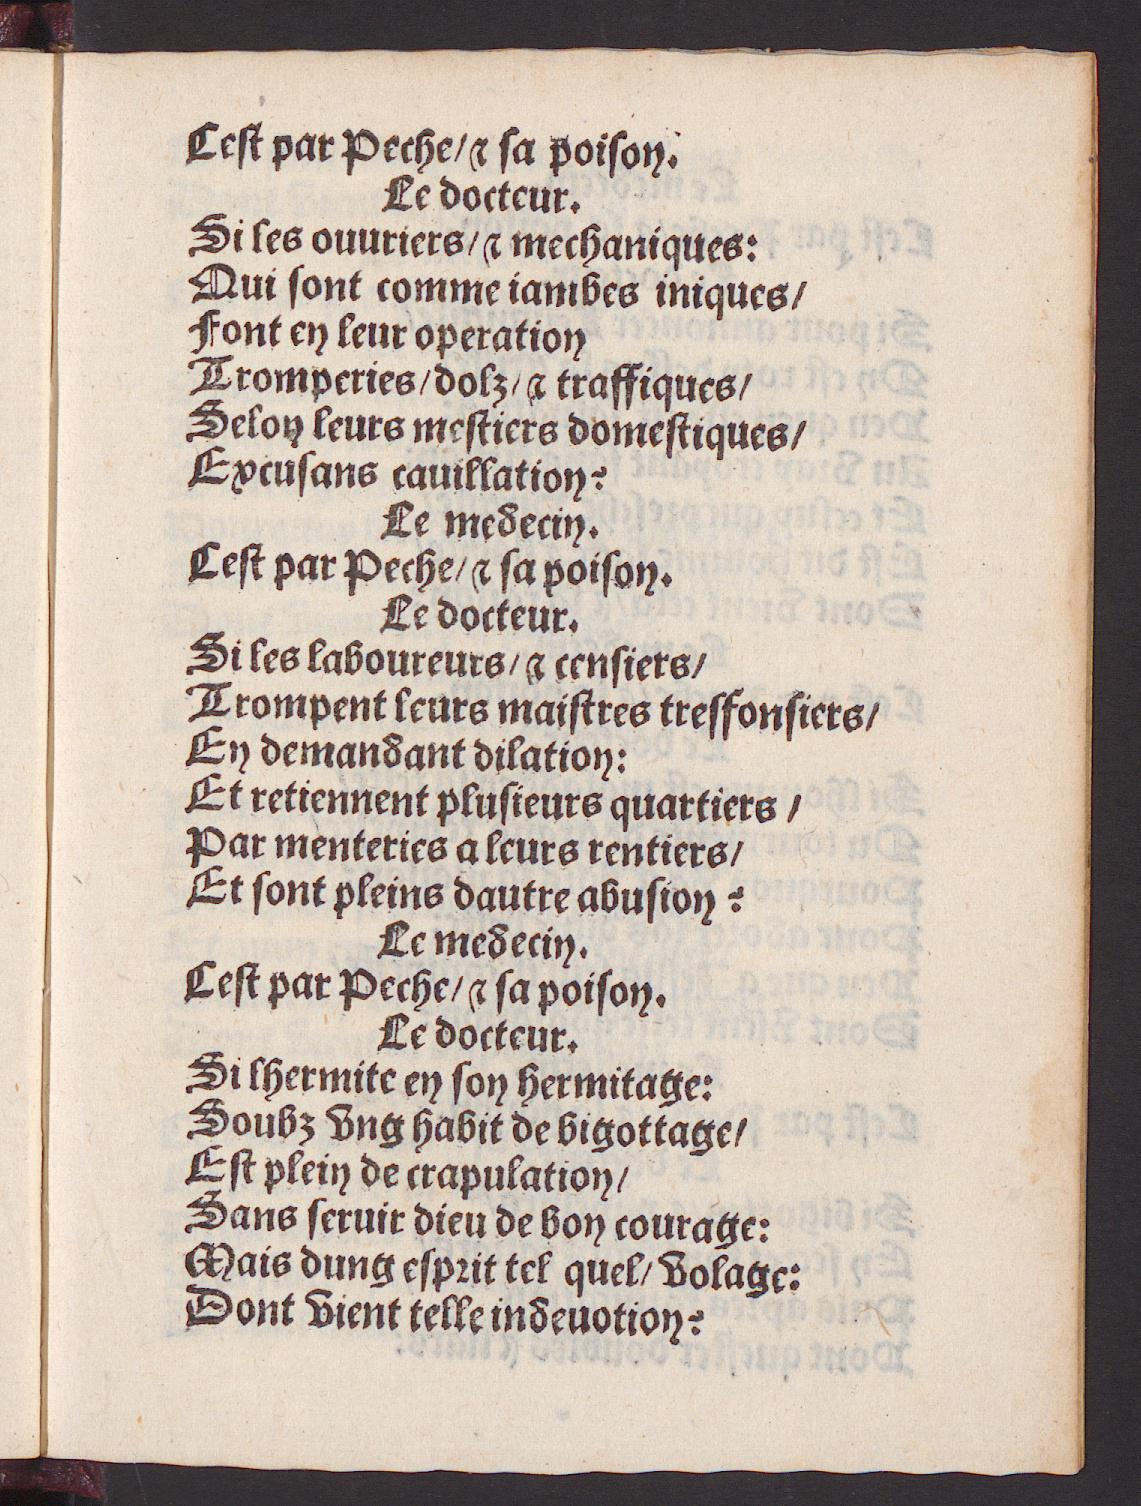 Cest par Peche/ ⁊ sa poison.
Le docteur.
Si les ouuriers/ ⁊ mechaniques:
Qui sont comme iambes iniques/
Font en leur operation
Tromperies/ dolz/ ⁊ traffiques/
Selon leurs mestiers domestiques/
Excusans cauillation?
Le medecin.
Cest par Peche/ ⁊ sa poison.
Le docteur.
Si les laboureurs/ ⁊ censiers/
Trompent leurs maistres tresfonsiers/
En demandant dilation:
Et retiennent plusieurs quartiers /
Par menteries a leurs rentiers/
Et sont pleins dautre abusion ?
Le medecin.
Cest par Peche/ ⁊ sa poison.
Le docteur.
Si lhermite en son hermitage:
Soubz vng habit de bigottage/
Est plein de crapulation/
Sans seruir dieu de bon courage:
Mais dung esprit tel quel/ volage:
Dont vient telle indeuotion?